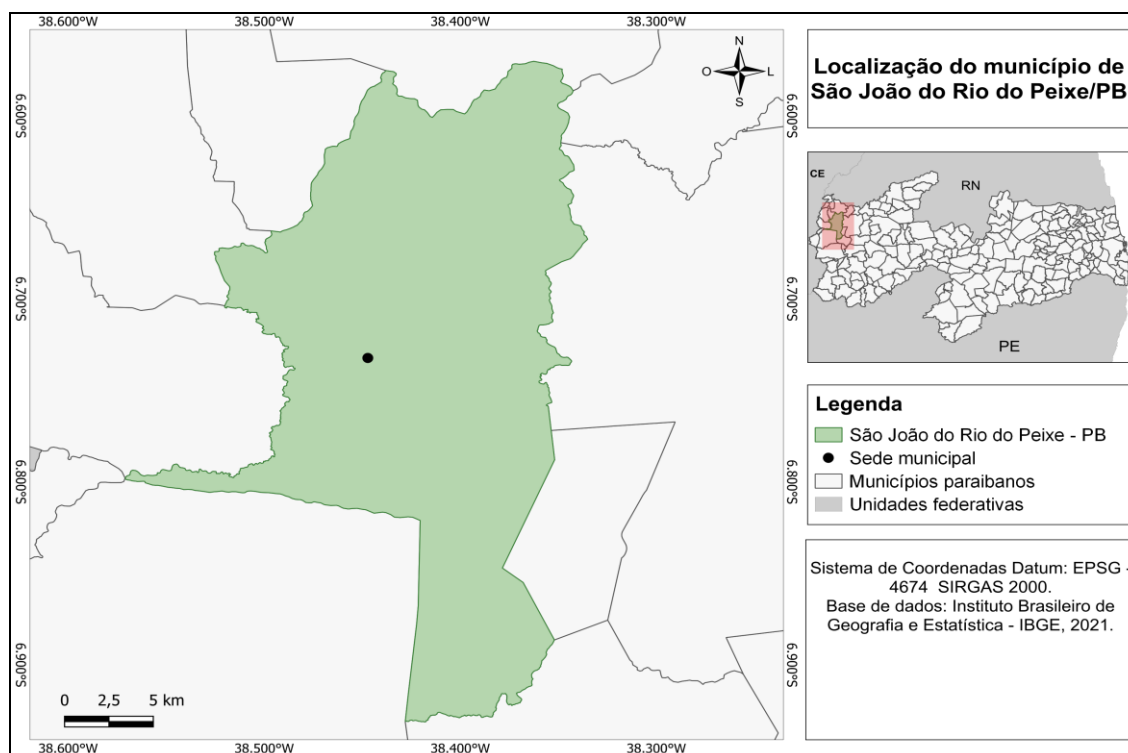 38.600°W
38.500°W
38.400°W
38.300°W
6.600°S
6.700°S
6.800°S
6.900°S
6.600°S
6.700°S
6.800°S
6.900°S
N
O
L
S
0 2,5 5 km
38.600°W
38.500°W
38.400°W
38.300°W
Localização do município de
São João do Rio do Peixe/PB
CE
RN
PE
Legenda
São João do Rio do Peixe - PB
Sede municipal
Municípios paraibanos
Unidades federativas
Sistema de Coordenadas Datum: EPSG -
4674 SIRGAS 2000.
Base de dados: Instituto Brasileiro de
Geografia e Estatística - IBGE, 2021.